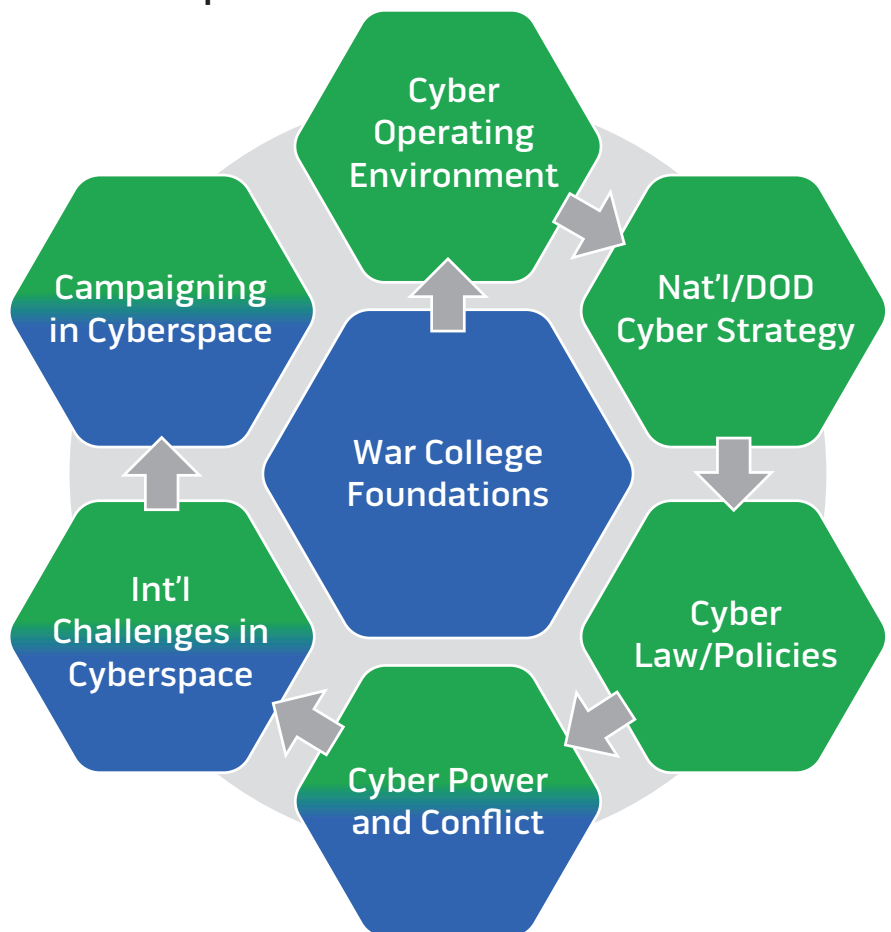 Cyber
Operating
Environment
Nat'l/DOD
Cyber Strategy
Cyber
Law/Policies
Cyber Power
and Conflict
Int'l
Challenges in
Cyberspace
Campaigning
in Cyberspace
War College
Foundations